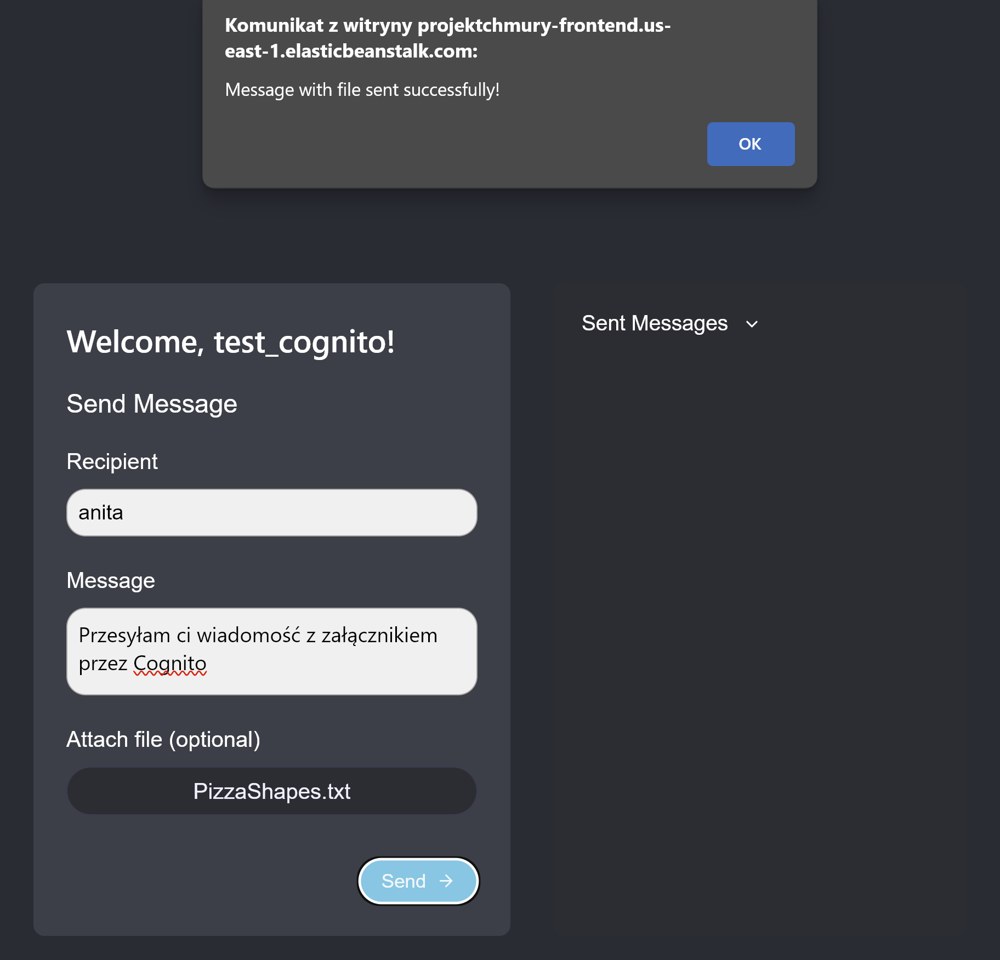 Komunikat z witryny projektchmury-frontend.us-
east-1.elasticbeanstalk.com:
Message with file sent successfully!
OK
Welcome, test_cognito!
Send Message
Recipient
anita
Message
Przesyłam ci wiadomość z załącznikiem
przez Cognito
Attach file (optional)
PizzaShapes.txt
Send
Sent Messages